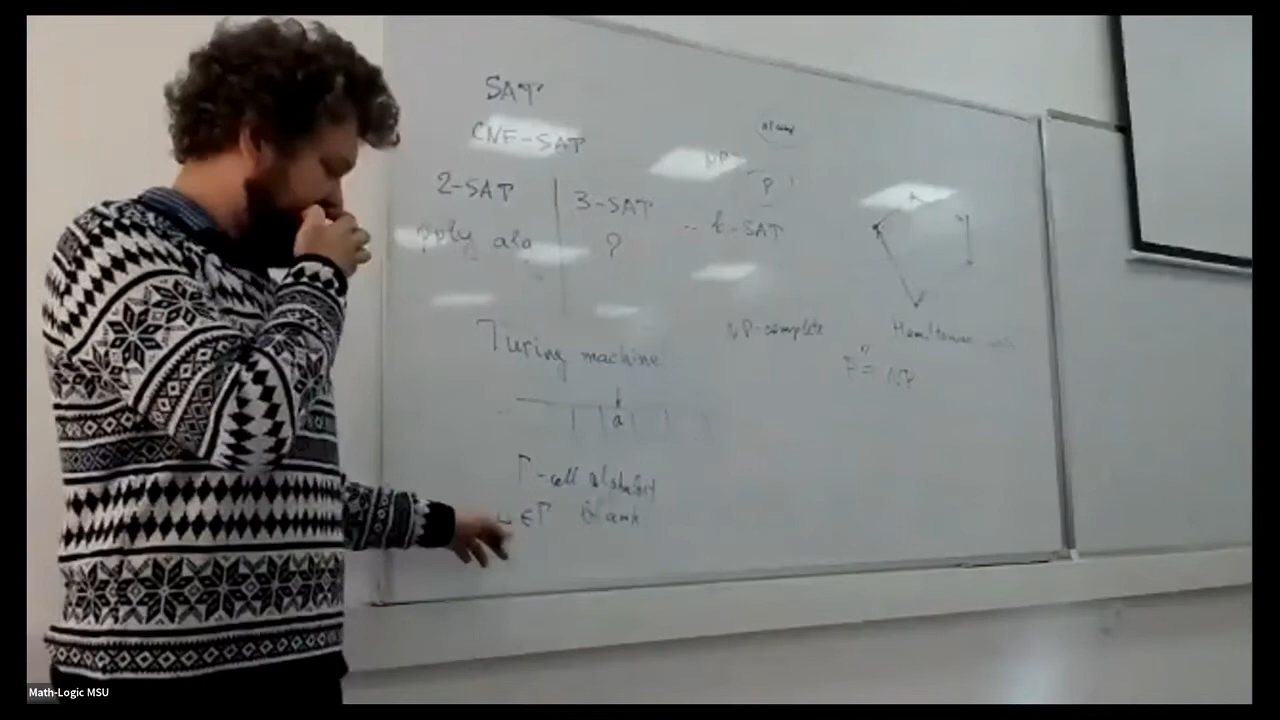 SAT
CNF-SAT
2-SAT
3-SAT
k-SAT
poly alg
?
NP
P
Turing machine
a
Γ-cell alphabet
␣ ∈ Γ blank
NP-complete
P ?= NP
Math-Logic MSU